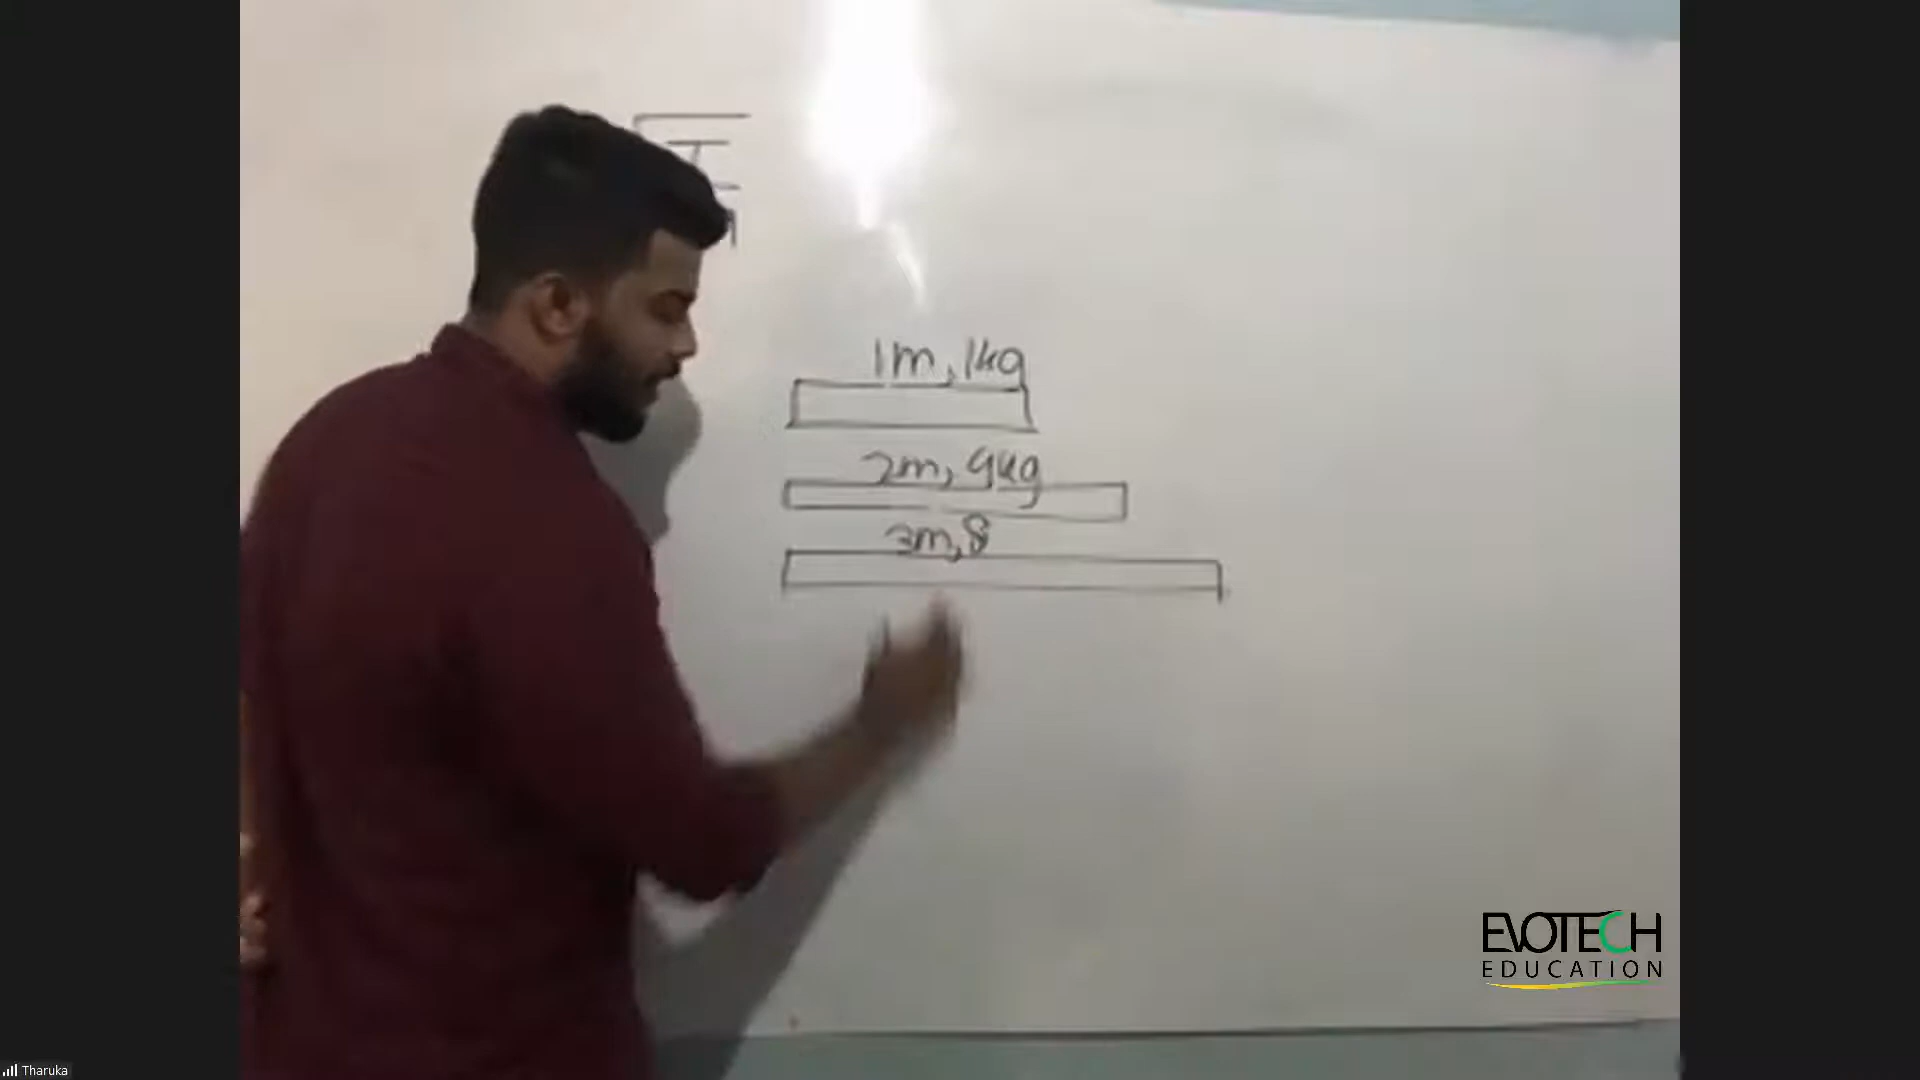 1m, 1kg
2m, 4kg
3m, 8
EVOTECH
EDUCATION
Tharuka